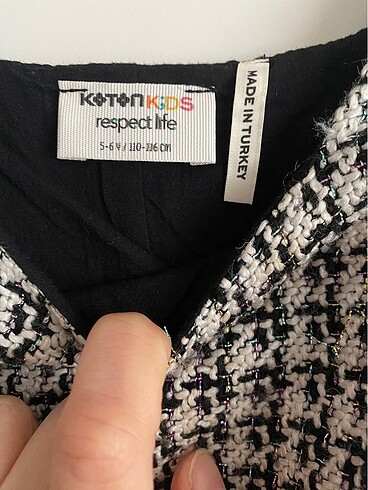 KOTON KiDS
respect life
5-6 Y / 110-116 CM
MADE IN TURKEY